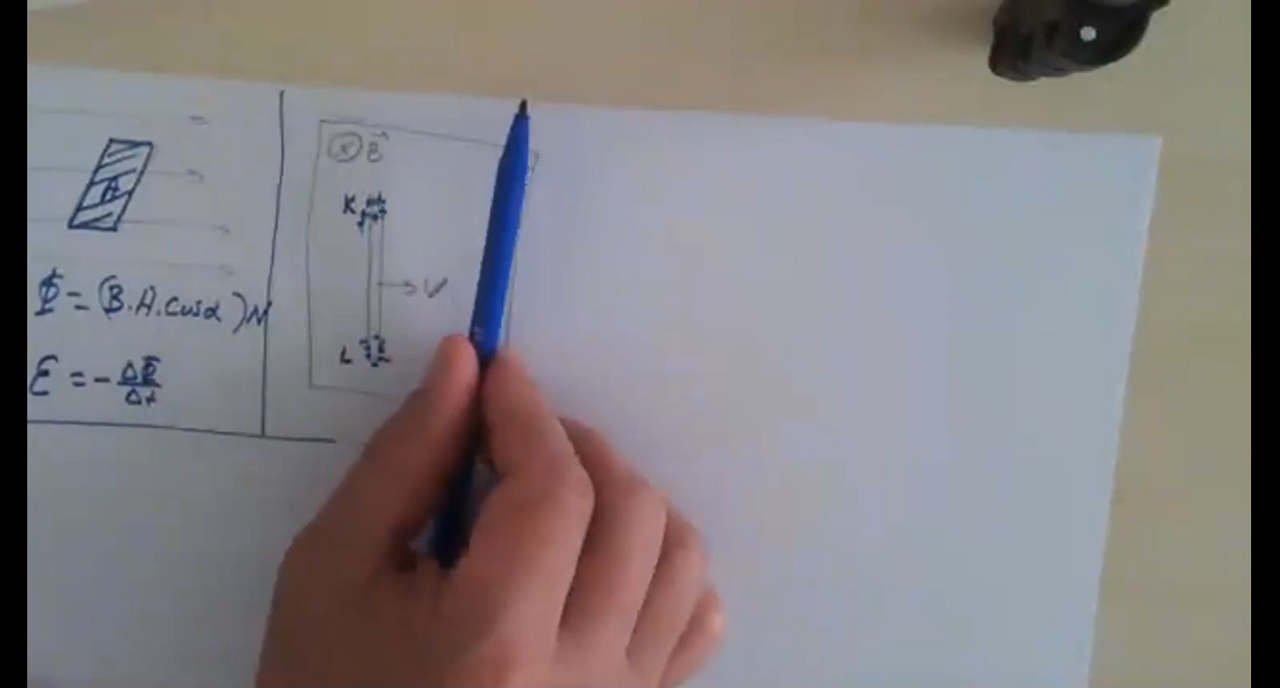 A
Φ = (B.A.cosα)N
ε = - ΔΦ/Δt
B⃗
K
→ V
L